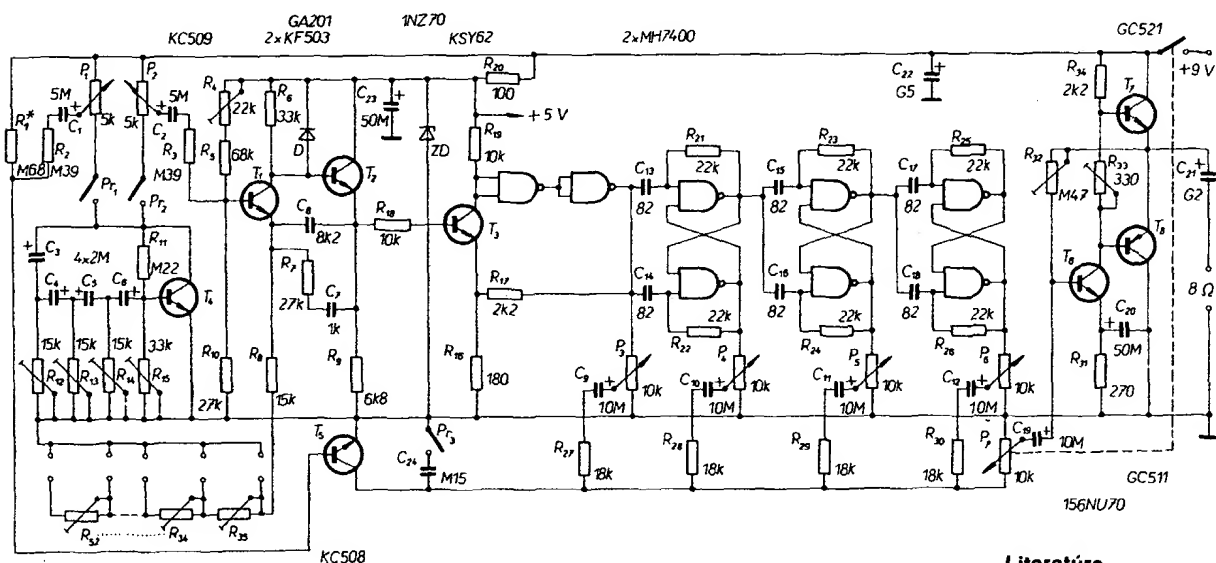 KC509
GA201
2×KF503
1NZ70
KSY62
2×MH7400
GC521
P1
5k
P2
5k
5M
C1
5M
C2
R1*
M68
R2
M39
R3
M39
Pr1
Pr2
R4
22k
R5
68k
R6
33k
D
C23
50M
ZD
R20
100
+5 V
R19
10k
C22
G5
R34
2k2
T7
+9 V
T1
T2
C8
8k2
R18
10k
T3
R7
27k
C7
1k
R17
2k2
R16
180
C3
4×2M
C4
C5
C6
R11
M22
T4
15k
15k
15k
33k
R12
R13
R14
R15
R10
27k
R8
15k
R9
6k8
C13
82
R21
22k
C15
82
R23
22k
C17
82
R25
22k
C14
82
R22
22k
C16
82
R24
22k
C18
82
R26
22k
P3
10k
P4
10k
P5
10k
P6
10k
C9
10M
C10
10M
C11
10M
C12
10M
R27
18k
R28
18k
R29
18k
R30
18k
P7
10k
C19
10M
R32
M47
R33
330
T6
T8
C20
50M
R31
270
C21
G2
8 Ω
T5
Pr3
C24
M15
R52
R34
R35
KC508
GC511
156NU70
Literatúra